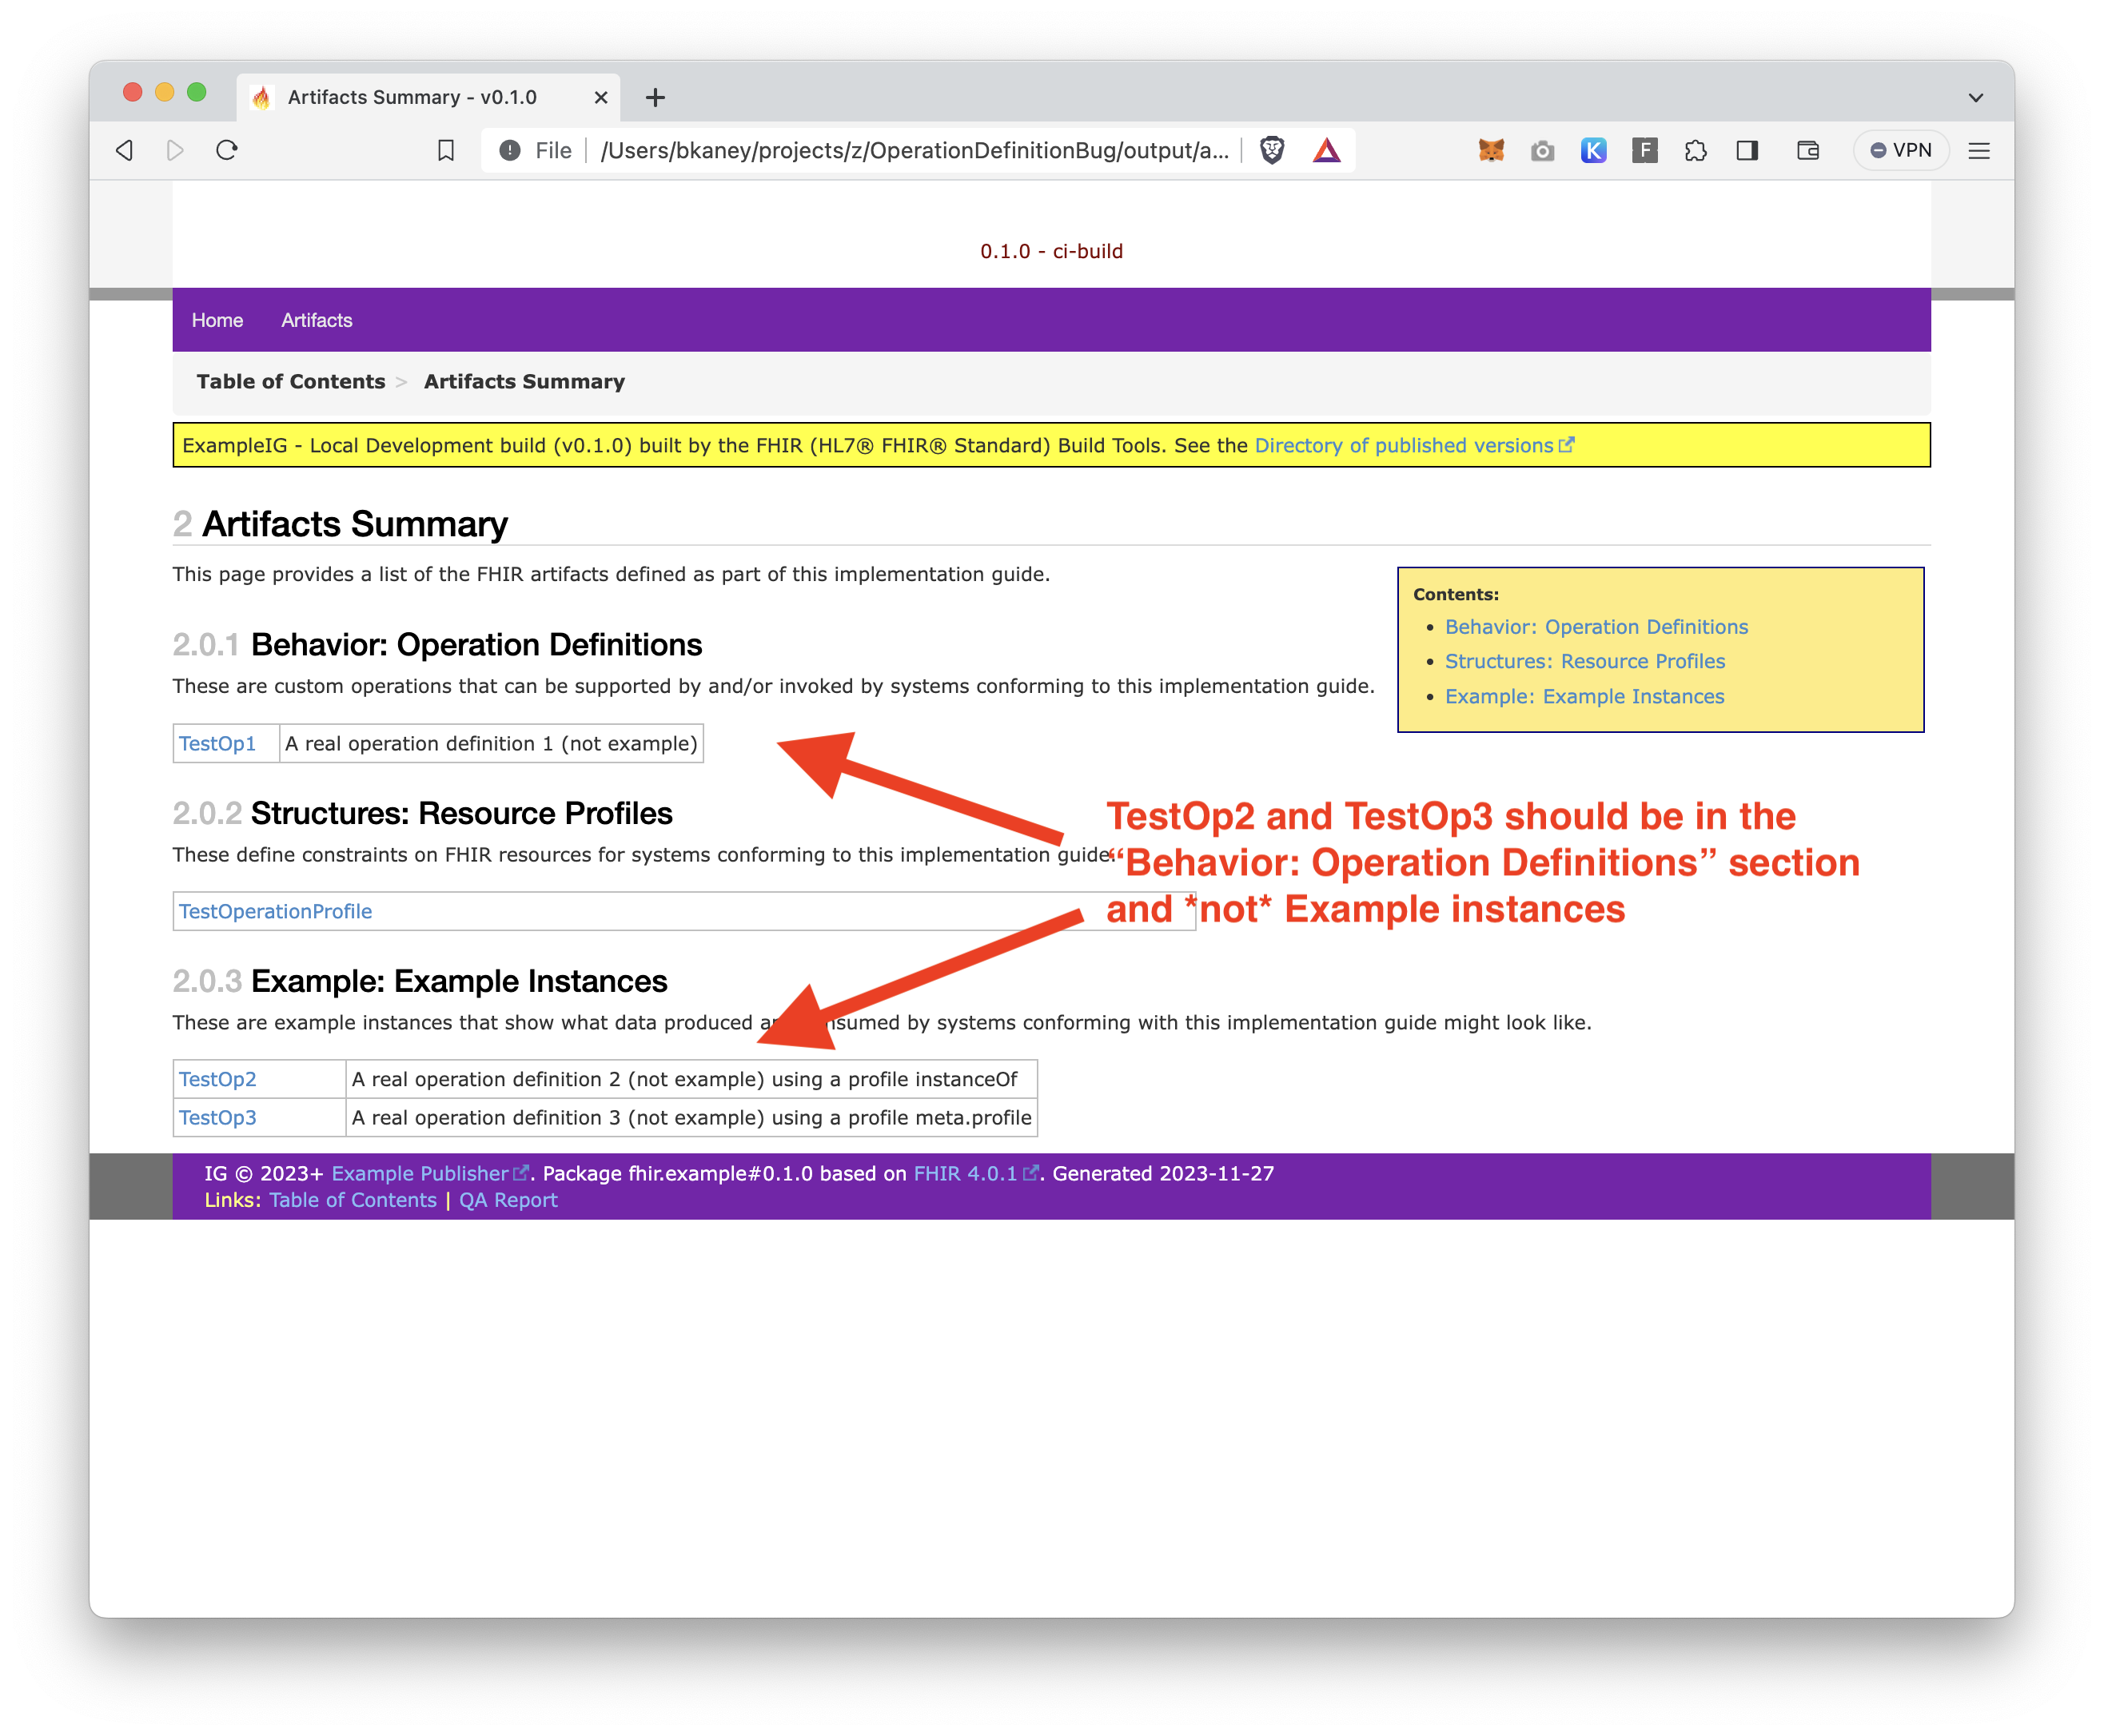 Artifacts Summary - v0.1.0
File /Users/bkaney/projects/z/OperationDefinitionBug/output/a...
K
F
VPN
0.1.0 - ci-build
Home Artifacts
Table of Contents > Artifacts Summary
ExampleIG - Local Development build (v0.1.0) built by the FHIR (HL7® FHIR® Standard) Build Tools. See the Directory of published versions
2 Artifacts Summary
This page provides a list of the FHIR artifacts defined as part of this implementation guide.
Contents:
• Behavior: Operation Definitions
• Structures: Resource Profiles
• Example: Example Instances
2.0.1 Behavior: Operation Definitions
These are custom operations that can be supported by and/or invoked by systems conforming to this implementation guide.
TestOp1 A real operation definition 1 (not example)
2.0.2 Structures: Resource Profiles
These define constraints on FHIR resources for systems conforming to this implementation guide.
TestOperationProfile
TestOp2 and TestOp3 should be in the
“Behavior: Operation Definitions” section
and *not* Example instances
2.0.3 Example: Example Instances
These are example instances that show what data produced by systems conforming with this implementation guide might look like.
TestOp2 A real operation definition 2 (not example) using a profile instanceOf
TestOp3 A real operation definition 3 (not example) using a profile meta.profile
IG © 2023+ Example Publisher. Package fhir.example#0.1.0 based on FHIR 4.0.1. Generated 2023-11-27
Links: Table of Contents | QA Report